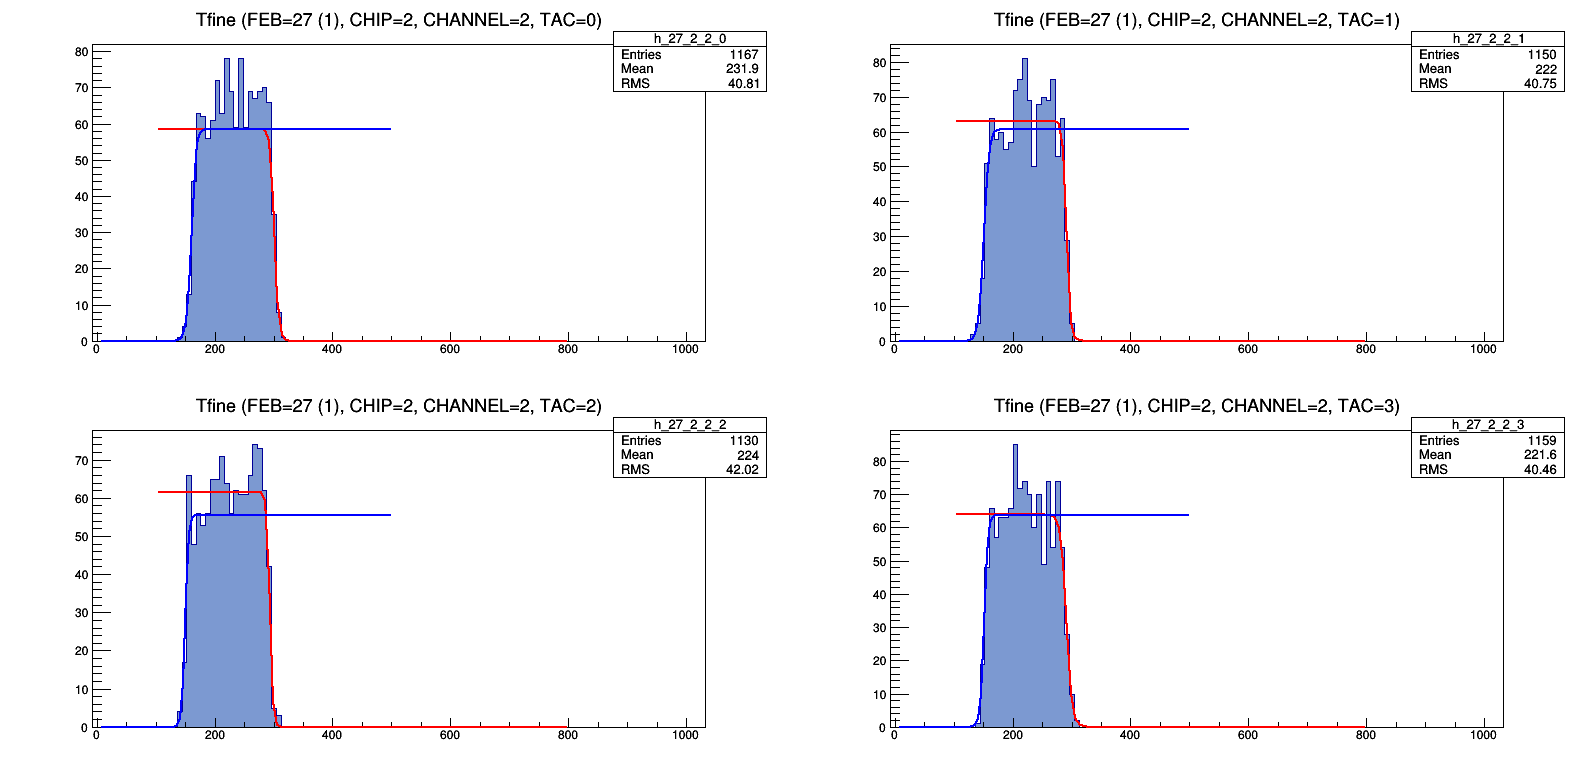 Tfine (FEB=27 (1), CHIP=2, CHANNEL=2, TAC=0)
h_27_2_2_0
Entries 1167
Mean 231.9
RMS 40.81
80
70
60
50
40
30
20
10
0
0 200 400 600 800 1000
Tfine (FEB=27 (1), CHIP=2, CHANNEL=2, TAC=1)
h_27_2_2_1
Entries 1150
Mean 222
RMS 40.75
80
70
60
50
40
30
20
10
0
0 200 400 600 800 1000
Tfine (FEB=27 (1), CHIP=2, CHANNEL=2, TAC=2)
h_27_2_2_2
Entries 1130
Mean 224
RMS 42.02
70
60
50
40
30
20
10
0
0 200 400 600 800 1000
Tfine (FEB=27 (1), CHIP=2, CHANNEL=2, TAC=3)
h_27_2_2_3
Entries 1159
Mean 221.6
RMS 40.46
80
70
60
50
40
30
20
10
0
0 200 400 600 800 1000